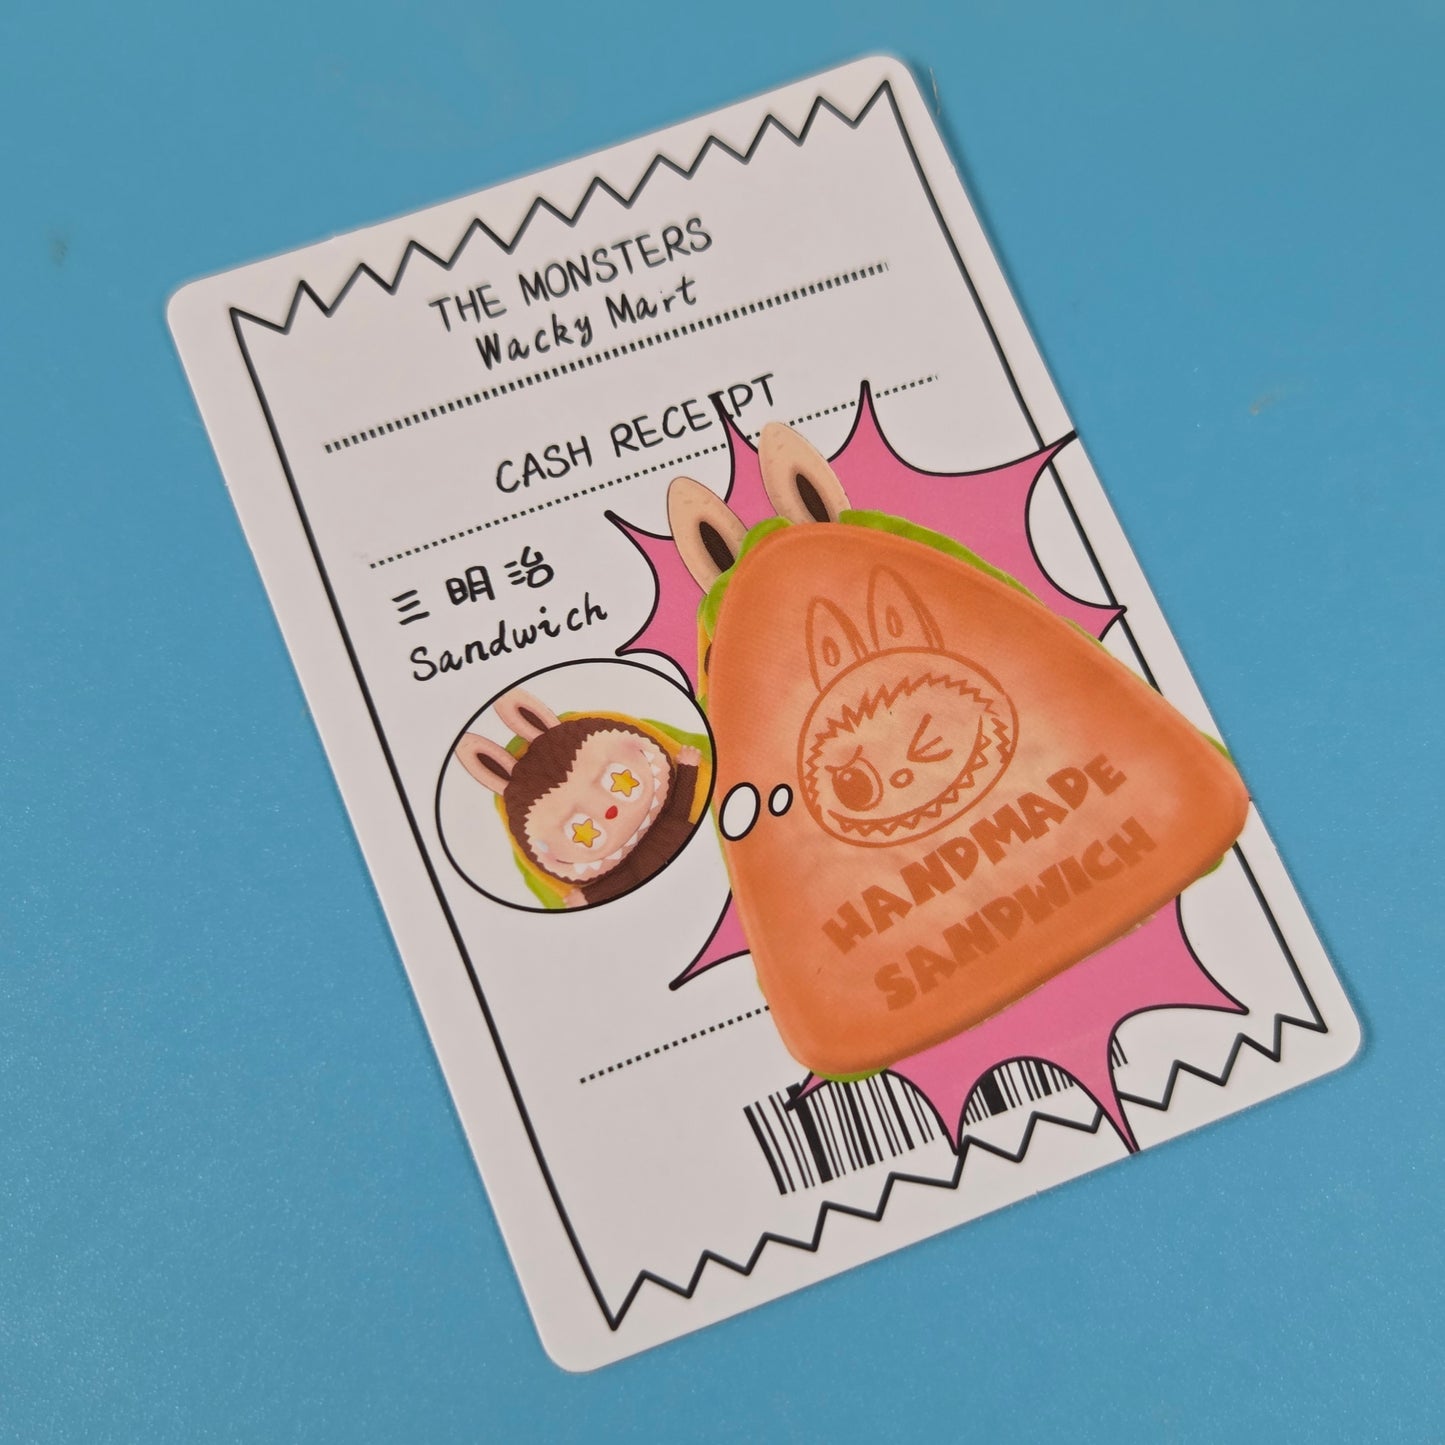 THE MONSTERS
Wacky Mart
CASH RECEIPT
三明治
Sandwich
HANDMADE
SANDWICH